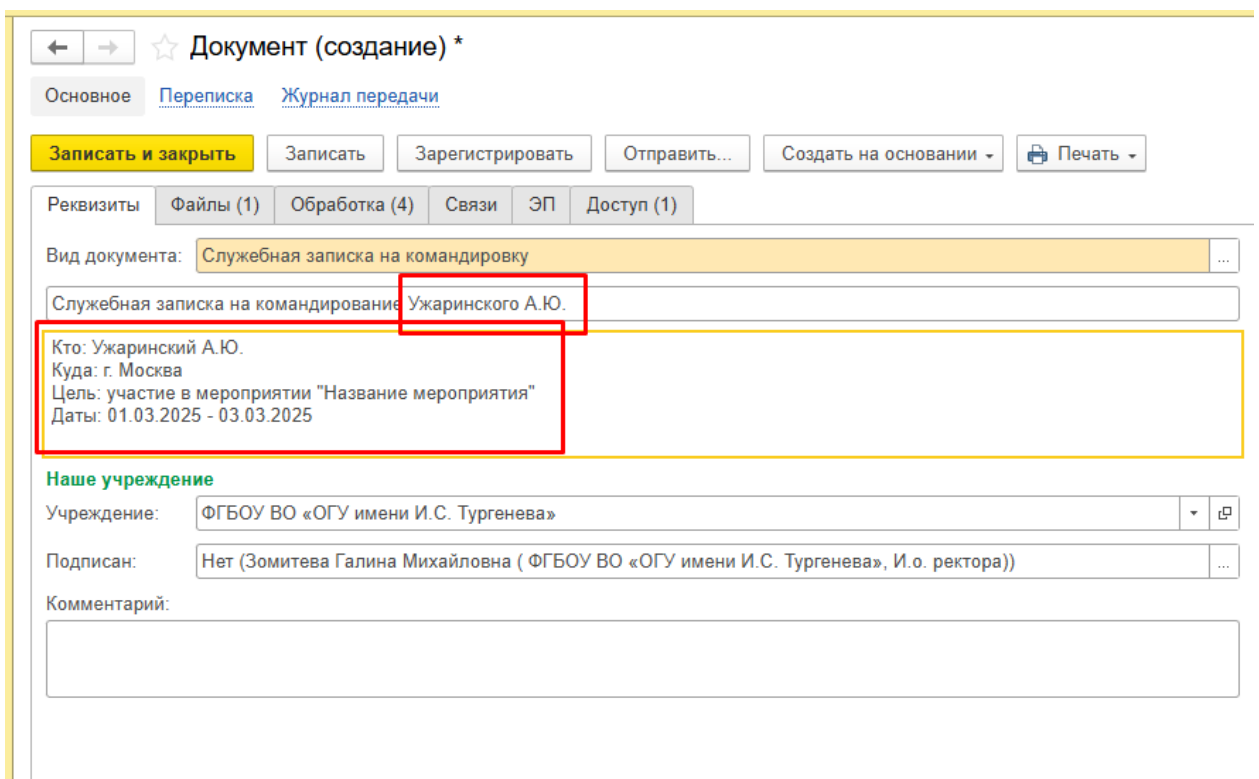 Документ (создание) *
Основное Переписка Журнал передачи
Записать и закрыть Записать Зарегистрировать Отправить... Создать на основании Печать
Реквизиты Файлы (1) Обработка (4) Связи ЭП Доступ (1)
Вид документа: Служебная записка на командировку ...
Служебная записка на командирование Ужаринского А.Ю.
Кто: Ужаринский А.Ю.
Куда: г. Москва
Цель: участие в мероприятии "Название мероприятия"
Даты: 01.03.2025 - 03.03.2025
Наше учреждение
Учреждение: ФГБОУ ВО «ОГУ имени И.С. Тургенева»
Подписан: Нет (Зомитева Галина Михайловна ( ФГБОУ ВО «ОГУ имени И.С. Тургенева», И.о. ректора)) ...
Комментарий: